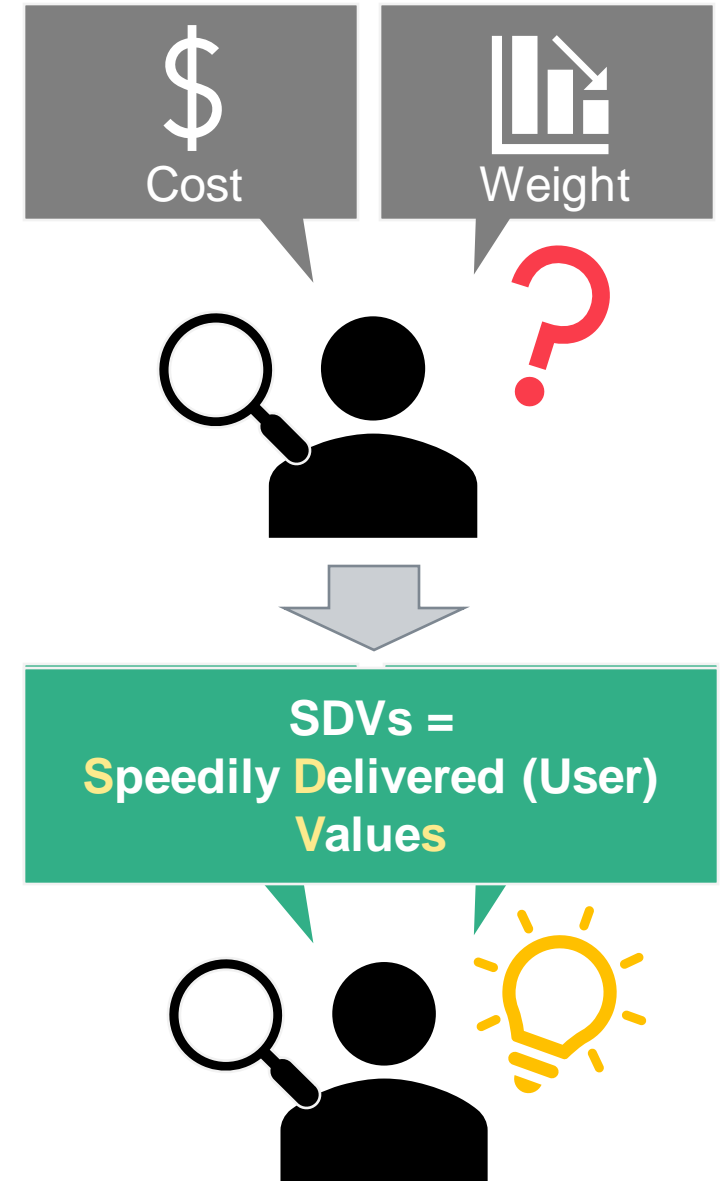 $
Cost
Weight
?
SDVs =
Speedily Delivered (User)
Values